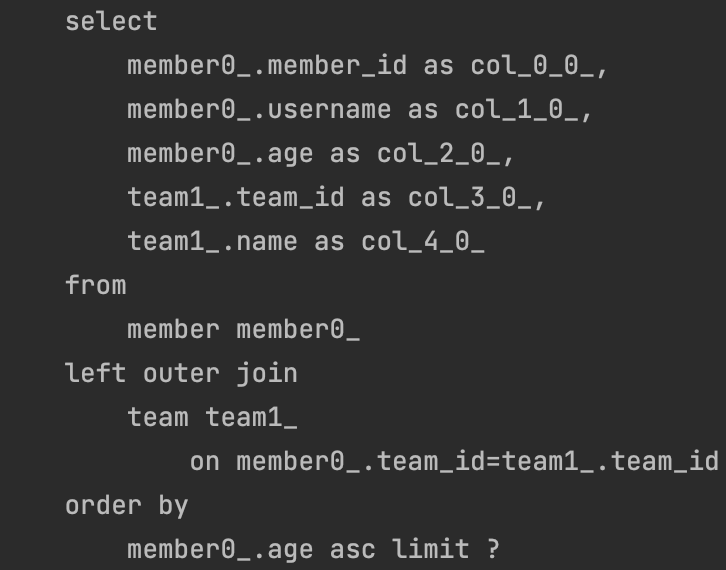 select
member0_.member_id as col_0_0_,
member0_.username as col_1_0_,
member0_.age as col_2_0_,
team1_.team_id as col_3_0_,
team1_.name as col_4_0_
from
member member0_
left outer join
team team1_
on member0_.team_id=team1_.team_id
order by
member0_.age asc limit ?